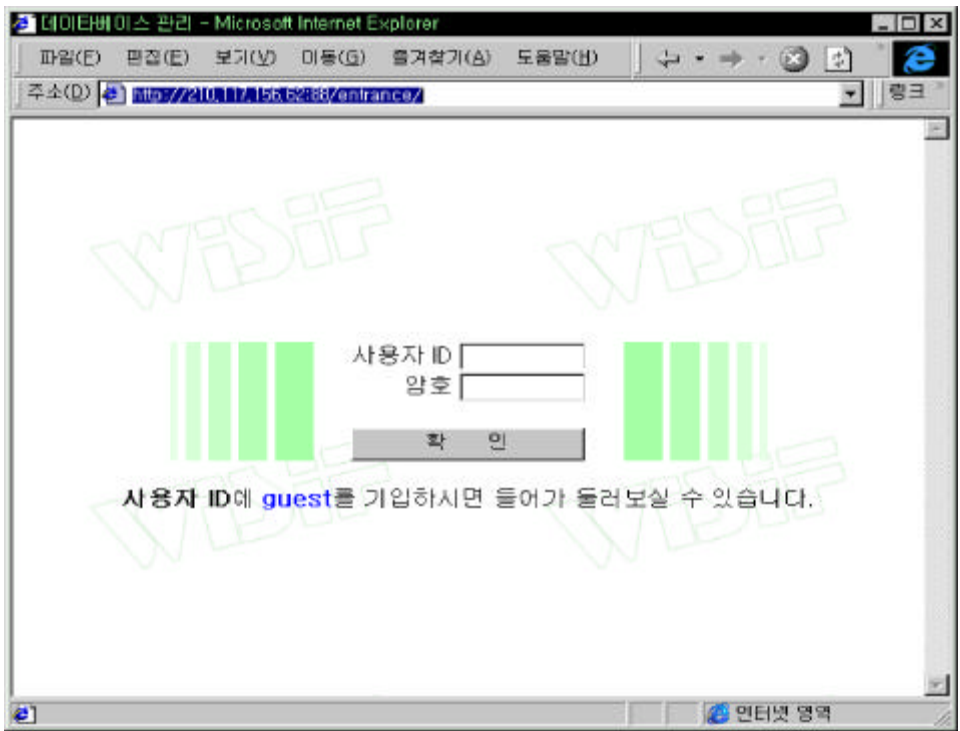 데이타베이스 관리 - Microsoft Internet Explorer
파일(F) 편집(E) 보기(V) 이동(G) 즐겨찾기(A) 도움말(H)
주소(D) http://210.117.156.62:88/entrance/ 링크
WiSiF WiSiF
사용자 ID
암호
확 인
사용자 ID에 guest를 기입하시면 들어가 둘러보실 수 있습니다.
WiSiF WiSiF
인터넷 영역